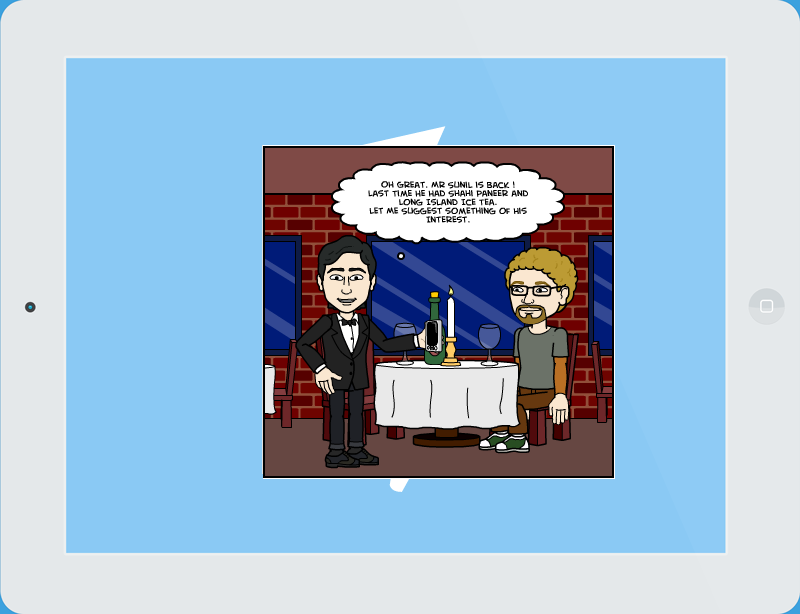 OH GREAT. MR SUNIL IS BACK !
LAST TIME HE HAD SHAHI PANEER AND
LONG ISLAND ICE TEA.
LET ME SUGGEST SOMETHING OF HIS
INTEREST.